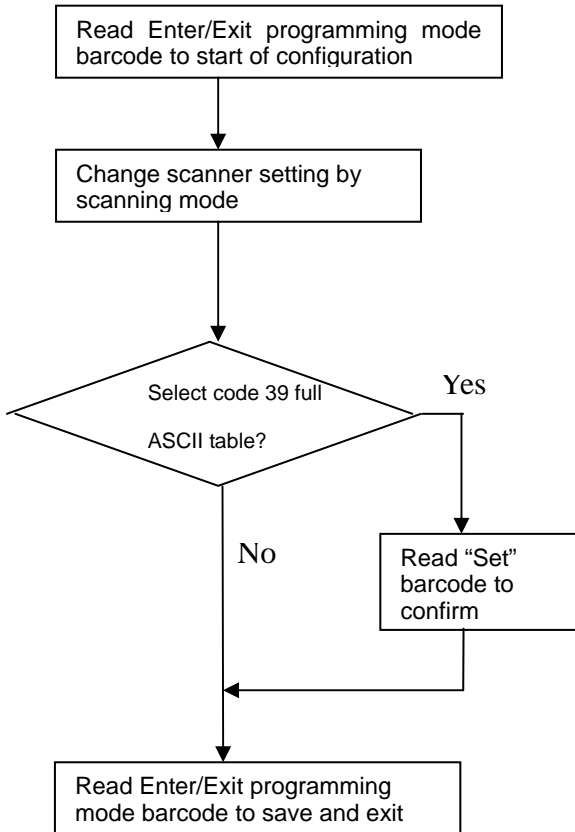 Read Enter/Exit programming mode
barcode to start of configuration
Change scanner setting by
scanning mode
Select code 39 full
ASCII table?
Yes
No
Read “Set”
barcode to
confirm
Read Enter/Exit programming
mode barcode to save and exit